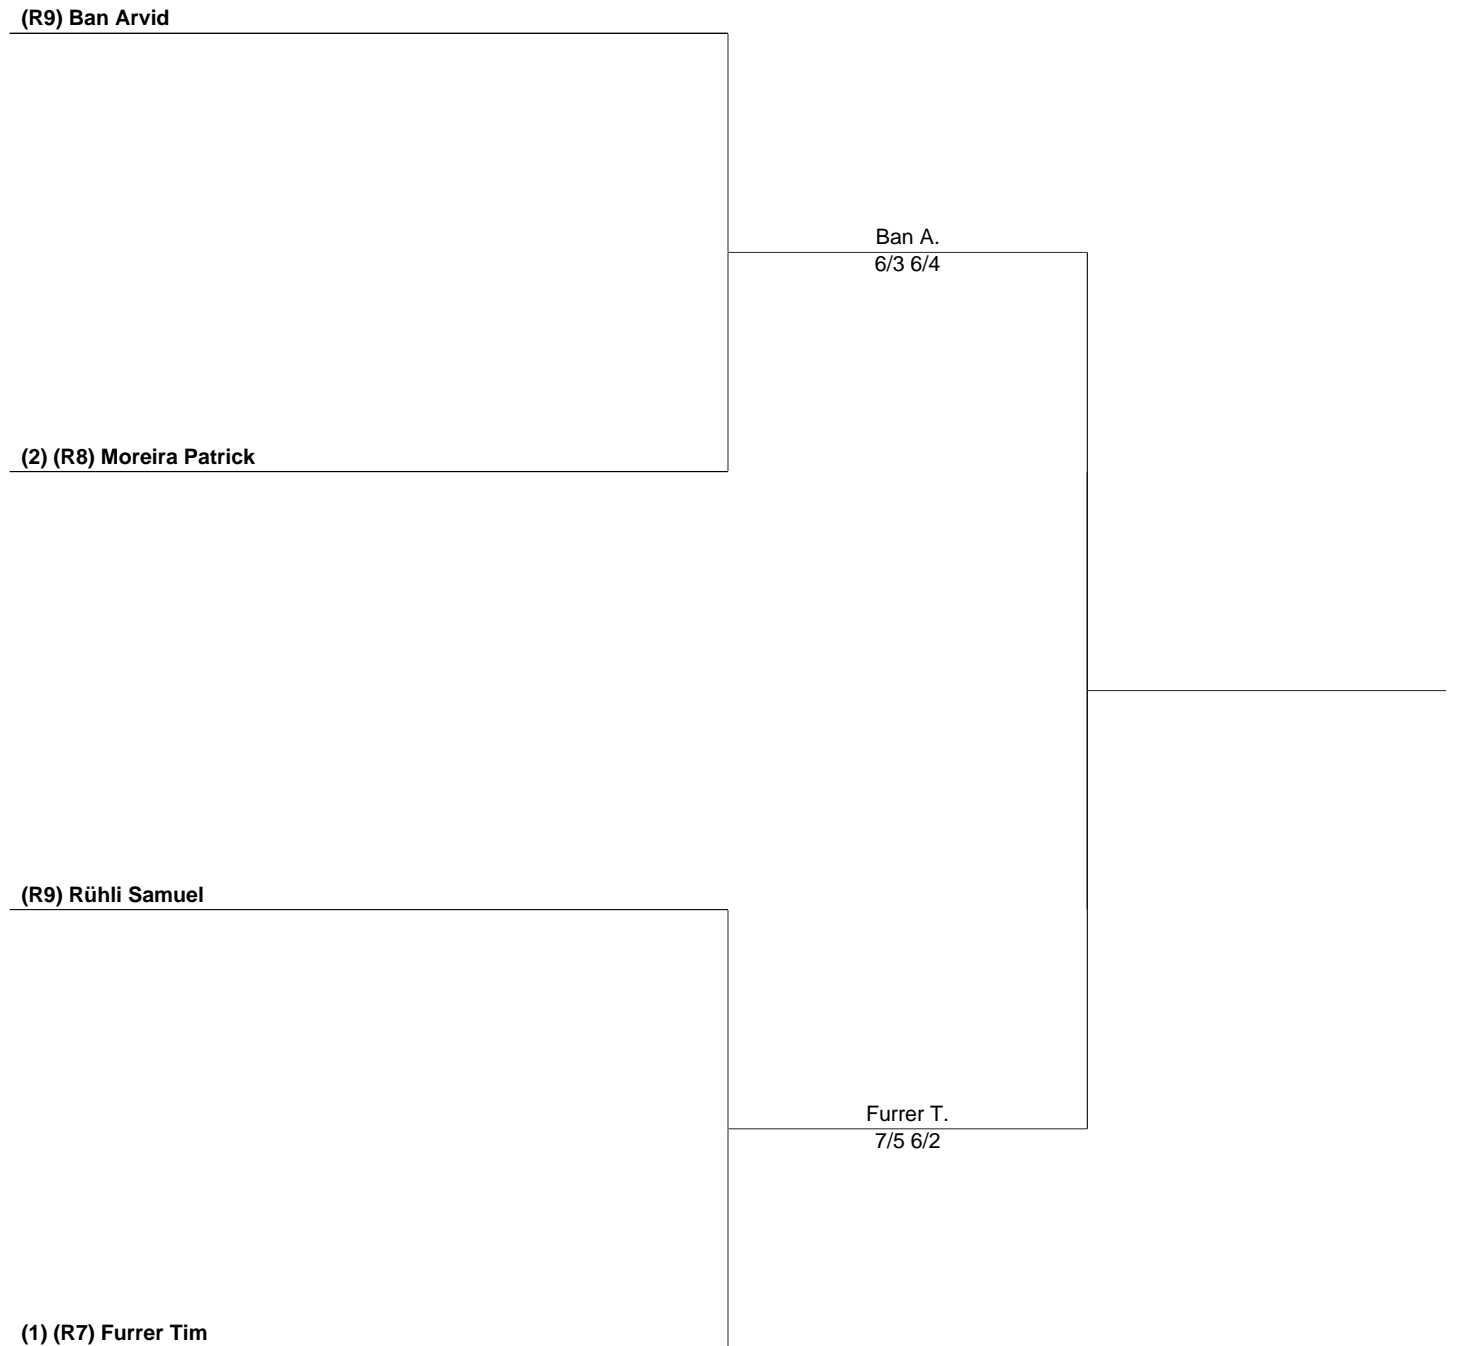 (R9) Ban Arvid
Ban A.
6/3 6/4
(2) (R8) Moreira Patrick
(R9) Rühli Samuel
Furrer T.
7/5 6/2
(1) (R7) Furrer Tim